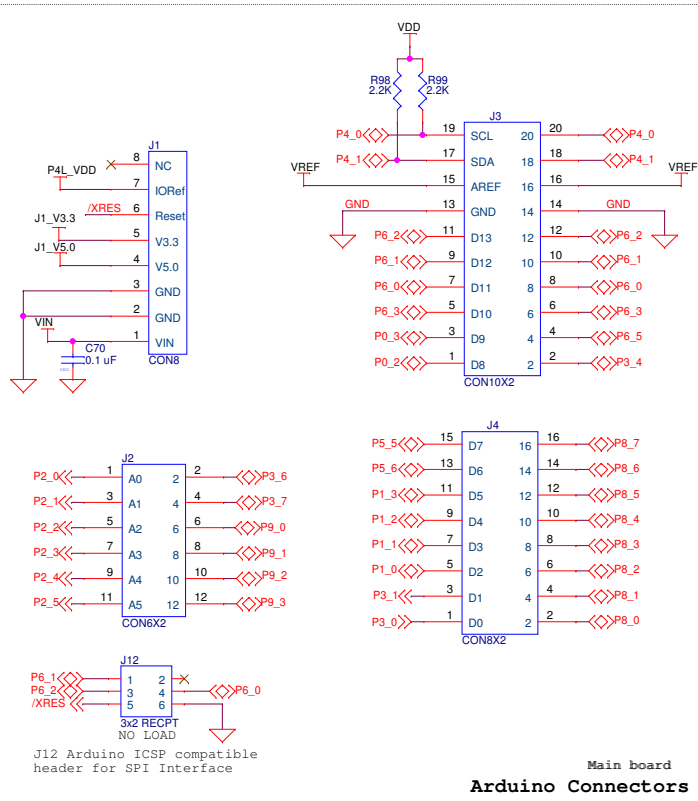 VDD
R98
2.2K
R99
2.2K
J3
P4_0 19 SCL 20 20 P4_0
P4_1 17 SDA 18 18 P4_1
VREF 15 AREF 16 16 VREF
GND 13 GND 14 14 GND
P6_2 11 D13 12 12 P6_2
P6_1 9 D12 10 10 P6_1
P6_0 7 D11 8 8 P6_0
P6_3 5 D10 6 6 P6_3
P0_3 3 D9 4 4 P6_5
P0_2 1 D8 2 2 P3_4
CON10X2
J1
8 NC
P4L_VDD 7 IORef
/XRES 6 Reset
J1_V3.3 5 V3.3
J1_V5.0 4 V5.0
3 GND
2 GND
VIN 1 VIN
C70
0.1 uF
CON8
J2
P2_0 1 A0 2 2 P3_6
P2_1 3 A1 4 4 P3_7
P2_2 5 A2 6 6 P9_0
P2_3 7 A3 8 8 P9_1
P2_4 9 A4 10 10 P9_2
P2_5 11 A5 12 12 P9_3
CON6X2
J4
P5_5 15 D7 16 16 P8_7
P5_6 13 D6 14 14 P8_6
P1_3 11 D5 12 12 P8_5
P1_2 9 D4 10 10 P8_4
P1_1 7 D3 8 8 P8_3
P1_0 5 D2 6 6 P8_2
P3_1 3 D1 4 4 P8_1
P3_0 1 D0 2 2 P8_0
CON8X2
J12
P6_1 1 2
P6_2 3 4 P6_0
/XRES 5 6
3x2 RECPT
NO LOAD
J12 Arduino ICSP compatible
header for SPI Interface
Main board
Arduino Connectors